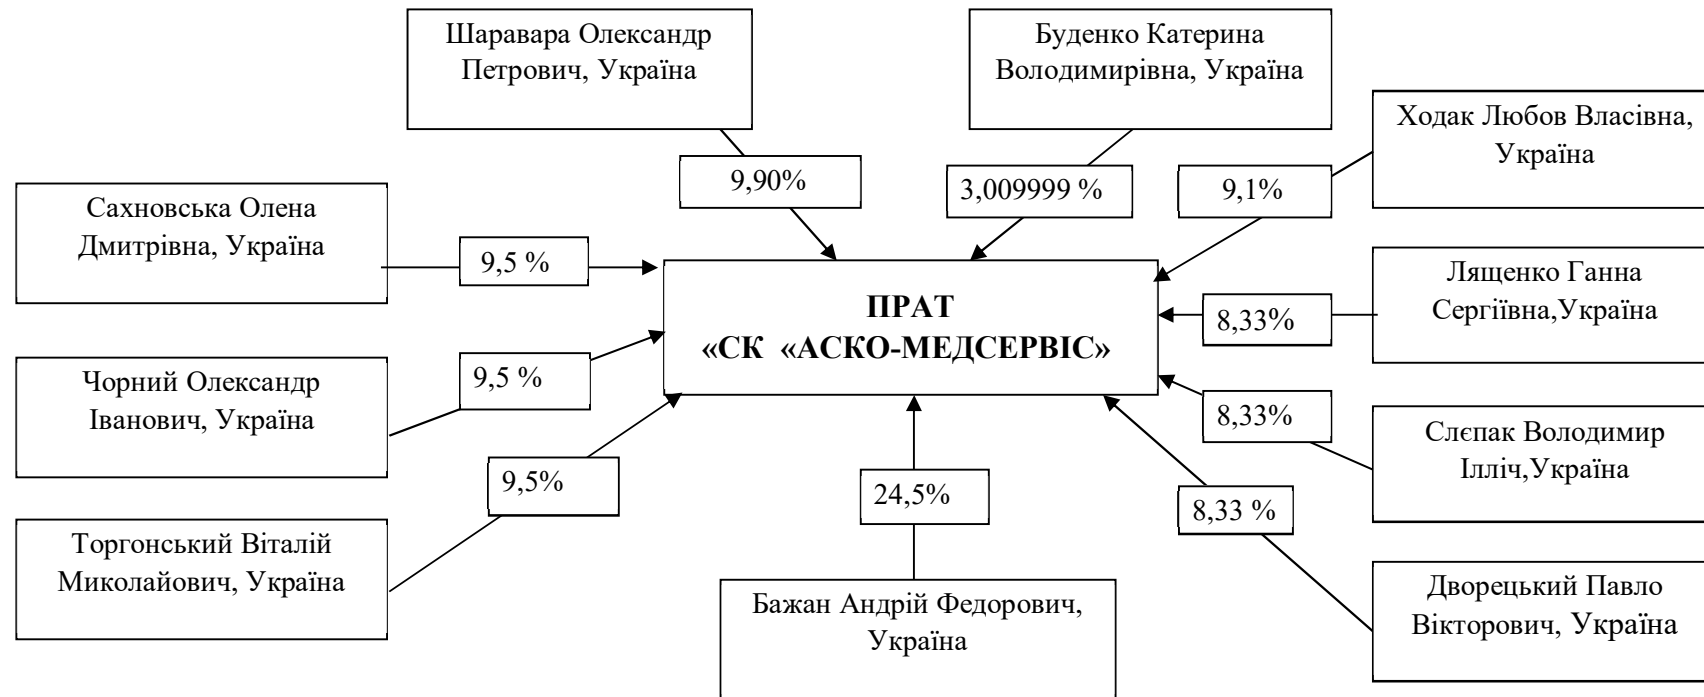 Шаравара Олександр
Петрович, Україна
Буденко Катерина
Володимирівна, Україна
Ходак Любов Власівна,
Україна
9,90%
3,009999 %
9,1%
Сахновська Олена
Дмитрівна, Україна
9,5 %
ПРАТ
«СК «АСКО-МЕДСЕРВІС»
Лященко Ганна
Сергіївна,Україна
8,33%
Чорний Олександр
Іванович, Україна
9,5 %
8,33%
Слєпак Володимир
Ілліч,Україна
Торгонський Віталій
Миколайович, Україна
9,5%
24,5%
8,33 %
Бажан Андрій Федорович,
Україна
Дворецький Павло
Вікторович, Україна